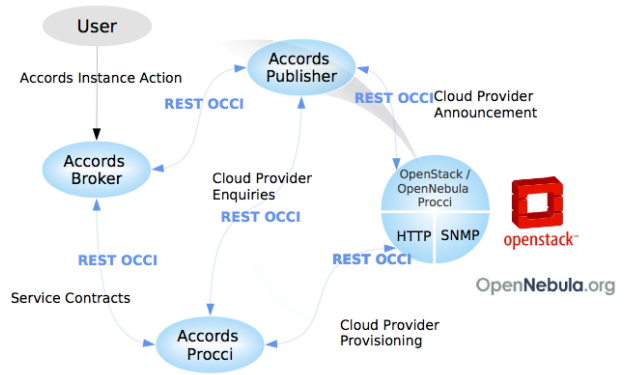 User
Accords Instance Action
Accords
Publisher
REST OCCI
REST OCCI
Cloud Provider
Announcement
Accords
Broker
Cloud Provider
Enquiries
REST OCCI
OpenStack /
OpenNebula
Procci
HTTP
SNMP
openstack™
REST OCCI
REST OCCI
OpenNebula.org
Service Contracts
Accords
Procci
Cloud Provider
Provisioning